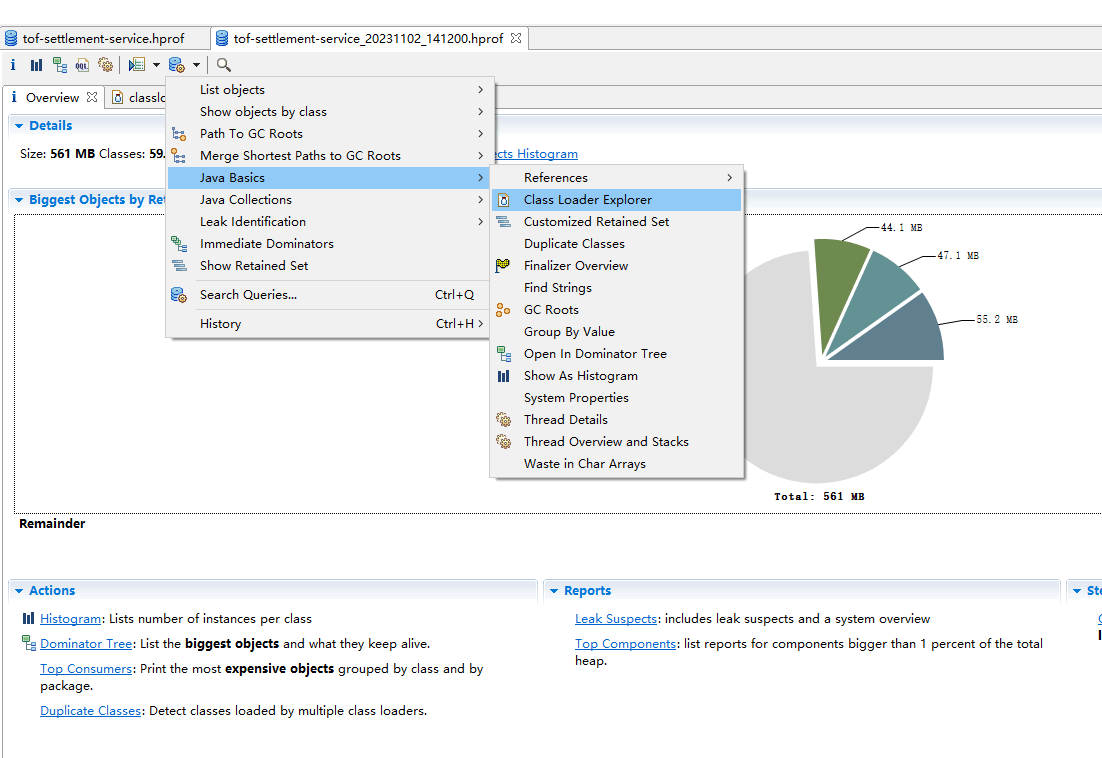 tof-settlement-service.hprof
tof-settlement-service_20231102_141200.hprof
i
OQL
i Overview
classlo
Details
Size: 561 MB Classes: 59.
ects Histogram
Biggest Objects by Ret
List objects
Show objects by class
Path To GC Roots
Merge Shortest Paths to GC Roots
Java Basics
Java Collections
Leak Identification
Immediate Dominators
Show Retained Set
Search Queries... Ctrl+Q
History Ctrl+H
References
Class Loader Explorer
Customized Retained Set
Duplicate Classes
Finalizer Overview
Find Strings
GC Roots
Group By Value
Open In Dominator Tree
Show As Histogram
System Properties
Thread Details
Thread Overview and Stacks
Waste in Char Arrays
44.1 MB
47.1 MB
55.2 MB
Total: 561 MB
Remainder
Actions
Histogram: Lists number of instances per class
Dominator Tree: List the biggest objects and what they keep alive.
Top Consumers: Print the most expensive objects grouped by class and by
package.
Duplicate Classes: Detect classes loaded by multiple class loaders.
Reports
Leak Suspects: includes leak suspects and a system overview
Top Components: list reports for components bigger than 1 percent of the total
heap.
Ste